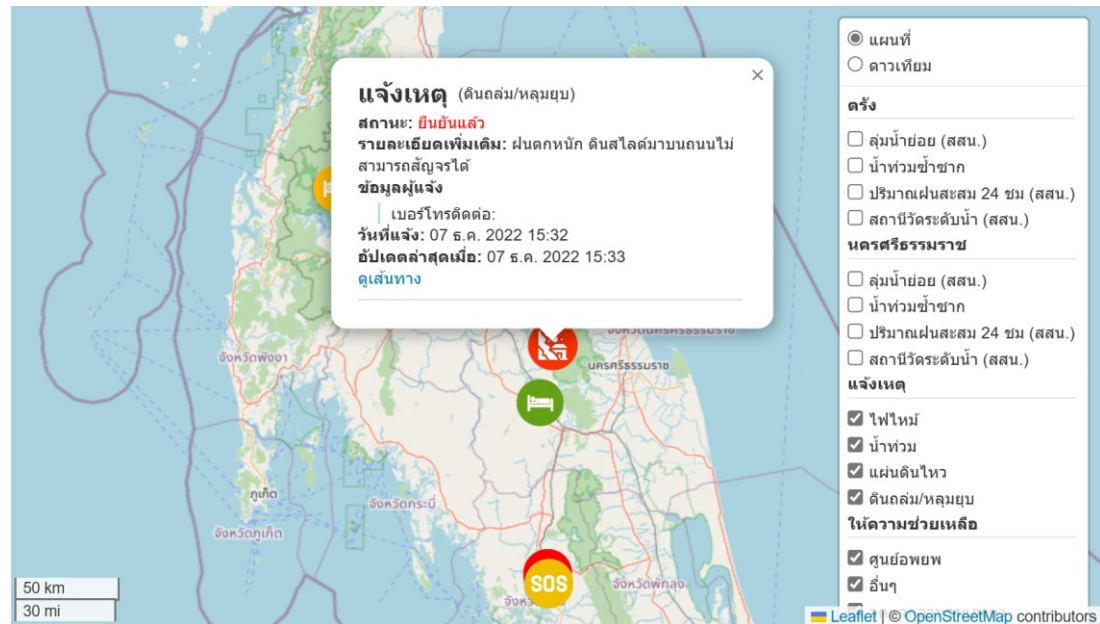 แจ้งเหตุ (ดินถล่ม/หลุมยุบ)
สถานะ: ยืนยันแล้ว
รายละเอียดเพิ่มเติม: ฝนตกหนัก ดินสไลด์มาบนถนนไม่
สามารถสัญจรได้
ข้อมูลผู้แจ้ง
เบอร์โทรติดต่อ:
วันที่แจ้ง: 07 ธ.ค. 2022 15:32
อัปเดตล่าสุดเมื่อ: 07 ธ.ค. 2022 15:33
ดูเส้นทาง
×
จังหวัดนครศรีธรรมราช
นครศรีธรรมราช
จังหวัดพังงา
ภูเก็ต
จังหวัดภูเก็ต
จังหวัดกระบี่
SOS
จังหวัดพัทลุง
50 km
30 mi
แผนที่
ดาวเทียม
ตรัง
ลุ่มน้ำย่อย (สสน.)
น้ำท่วมซ้ำซาก
ปริมาณฝนสะสม 24 ชม (สสน.)
สถานีวัดระดับน้ำ (สสน.)
นครศรีธรรมราช
ลุ่มน้ำย่อย (สสน.)
น้ำท่วมซ้ำซาก
ปริมาณฝนสะสม 24 ชม (สสน.)
สถานีวัดระดับน้ำ (สสน.)
แจ้งเหตุ
ไฟไหม้
น้ำท่วม
แผ่นดินไหว
ดินถล่ม/หลุมยุบ
ให้ความช่วยเหลือ
ศูนย์อพยพ
อื่นๆ
Leaflet | © OpenStreetMap contributors